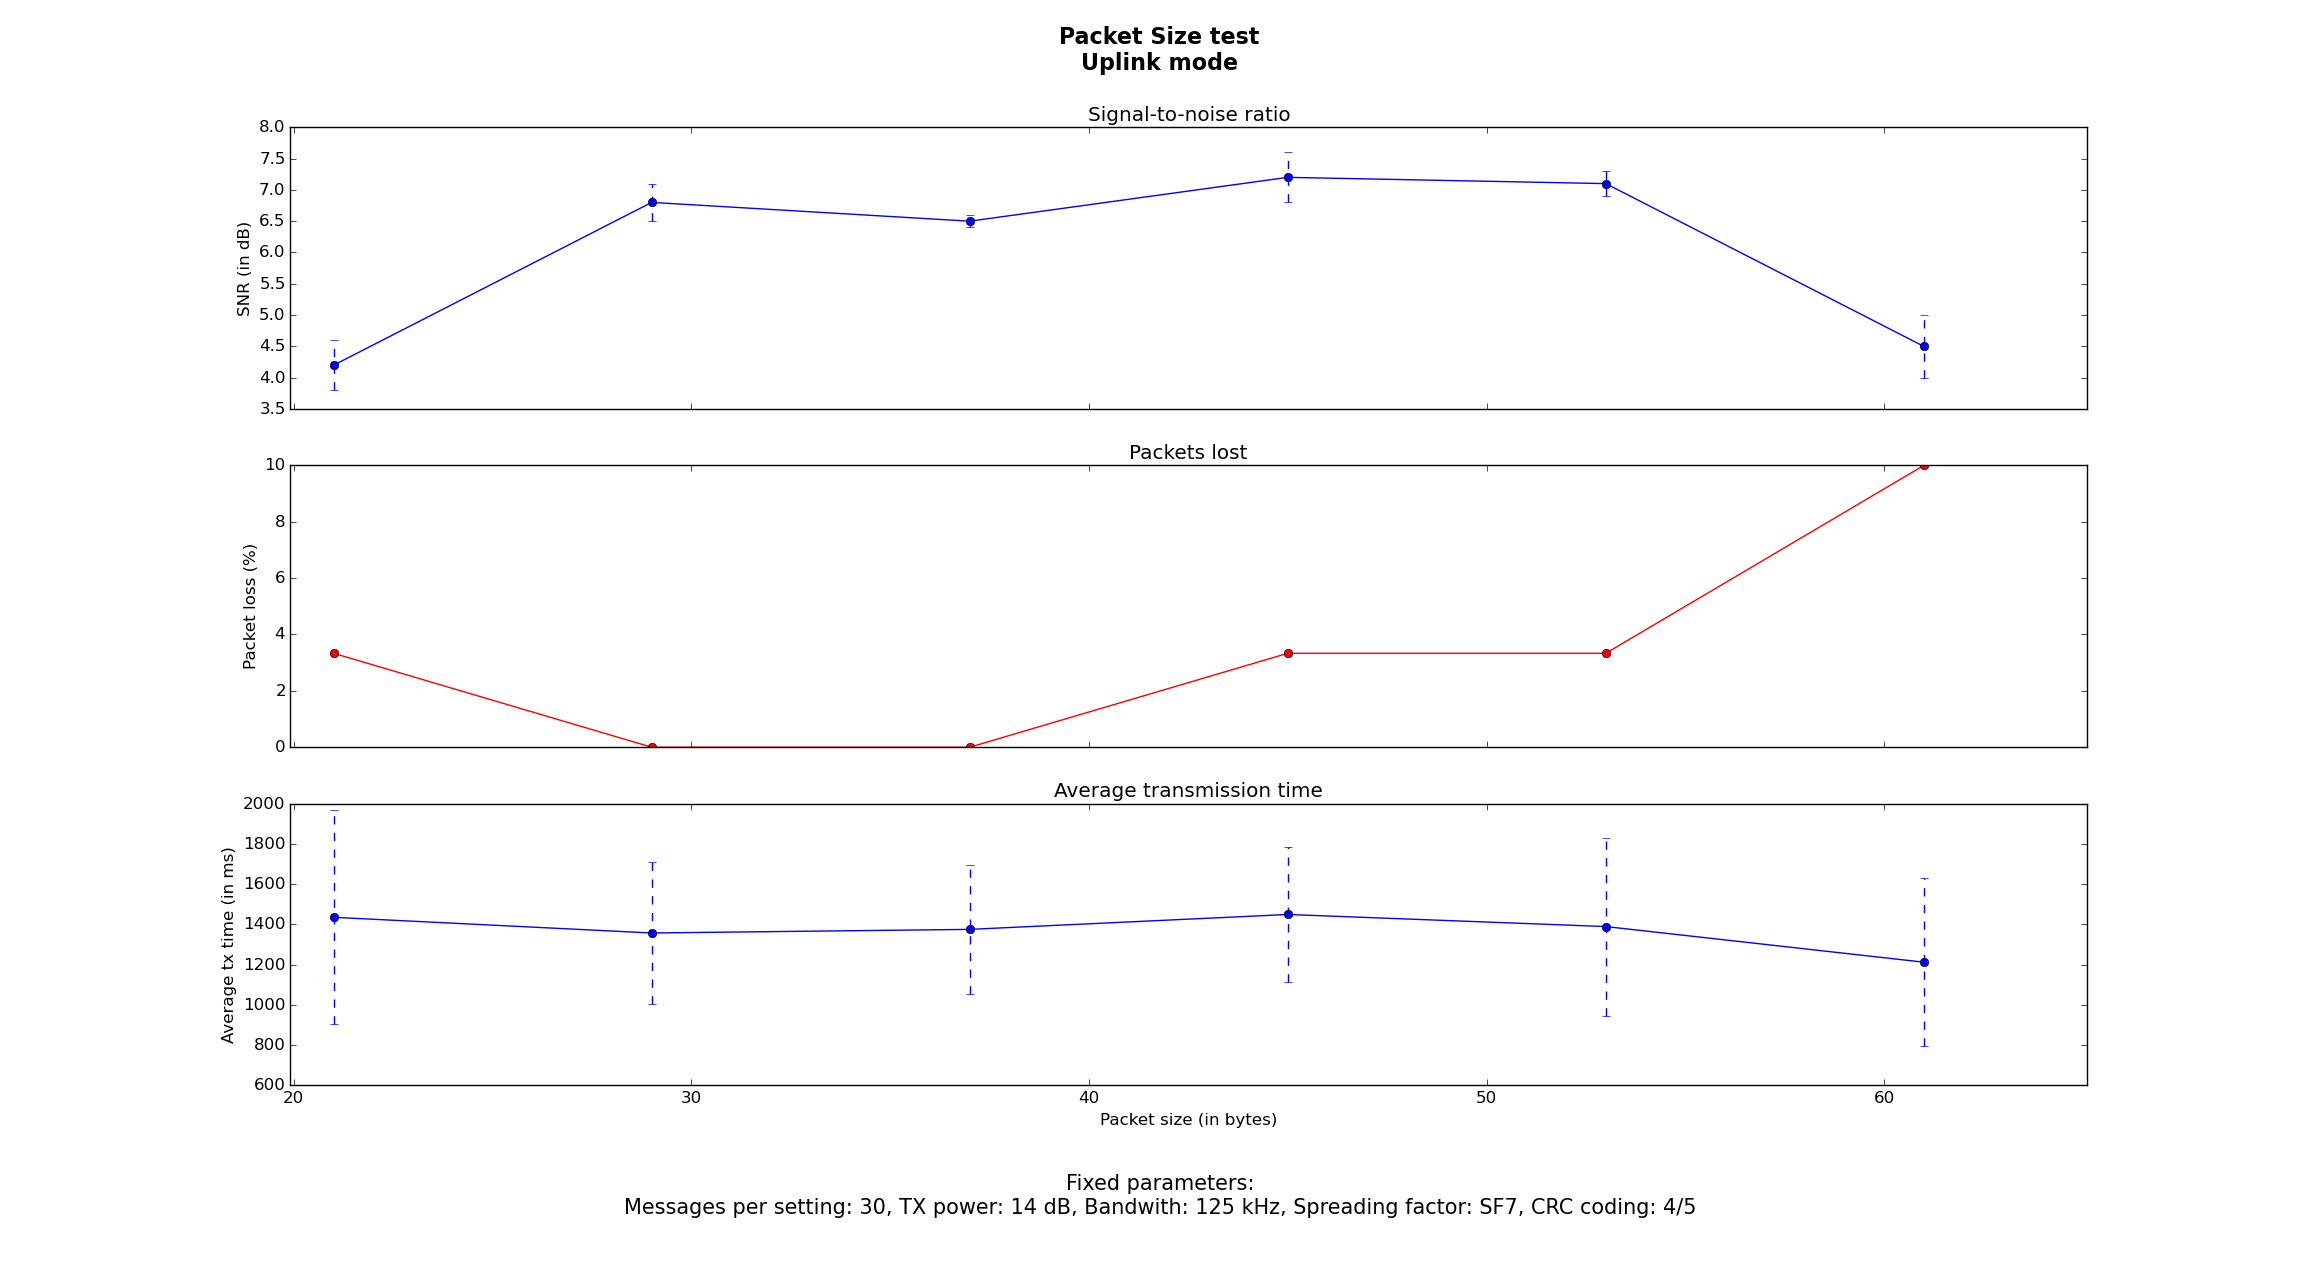 Packet Size test
Uplink mode
Signal-to-noise ratio
8.0
7.5
7.0
6.5
6.0
5.5
5.0
4.5
4.0
3.5
SNR (in dB)
Packets lost
10
8
6
4
2
0
Packet loss (%)
Average transmission time
2000
1800
1600
1400
1200
1000
800
600
Average tx time (in ms)
20 30 40 50 60
Packet size (in bytes)
Fixed parameters:
Messages per setting: 30, TX power: 14 dB, Bandwith: 125 kHz, Spreading factor: SF7, CRC coding: 4/5